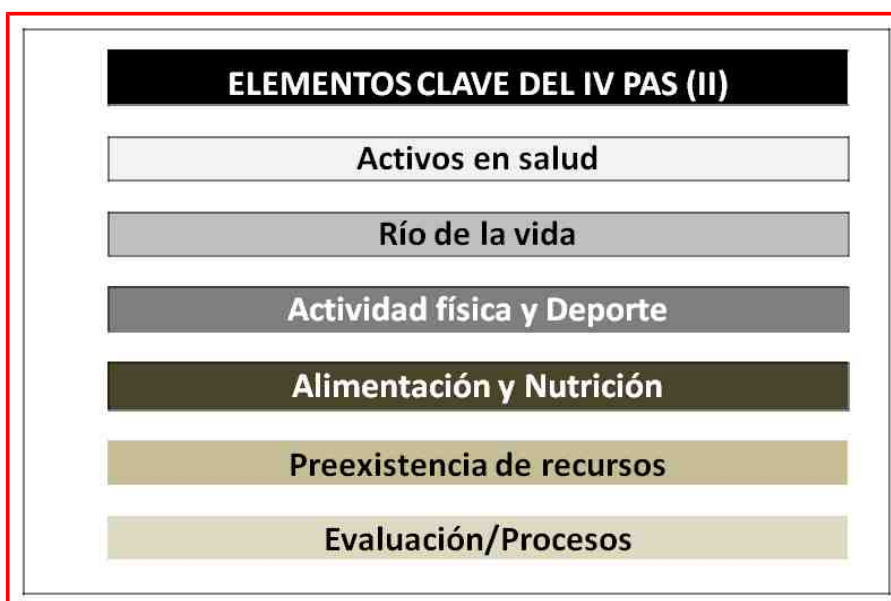 ELEMENTOS CLAVE DEL IV PAS (II)
Activos en salud
Río de la vida
Actividad física y Deporte
Alimentación y Nutrición
Preexistencia de recursos
Evaluación/Procesos